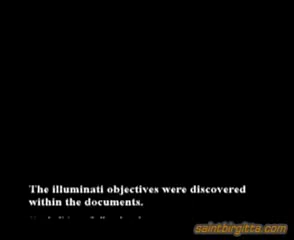 The illuminati objectives were discovered
within the documents.
saintbirgitta.com